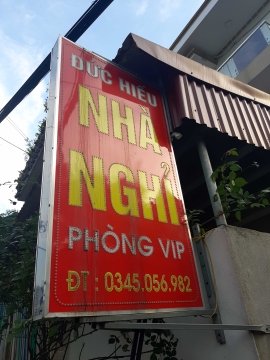 ĐỨC HIẾU
NHÀ
NGHỈ
PHÒNG VIP
ĐT : 0345.056.982